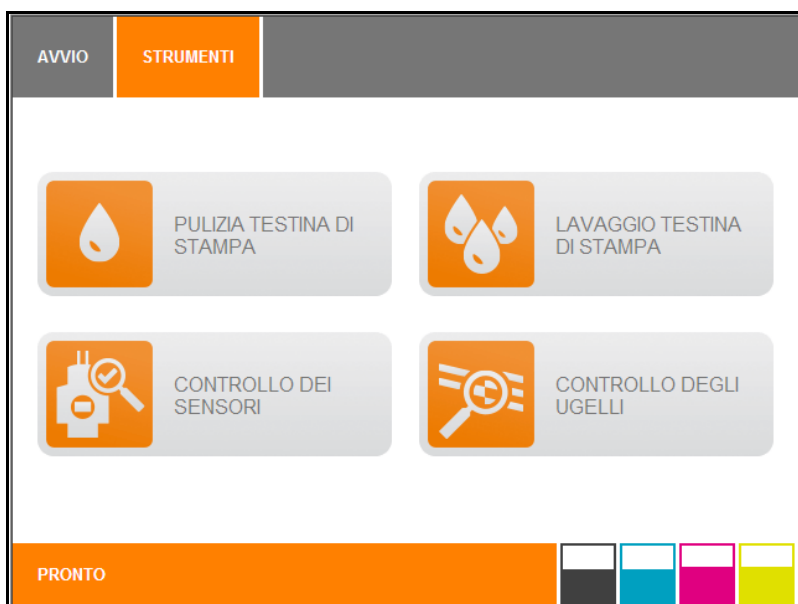 AVVIO
STRUMENTI
PULIZIA TESTINA DI
STAMPA
LAVAGGIO TESTINA
DI STAMPA
CONTROLLO DEI
SENSORI
CONTROLLO DEGLI
UGELLI
PRONTO